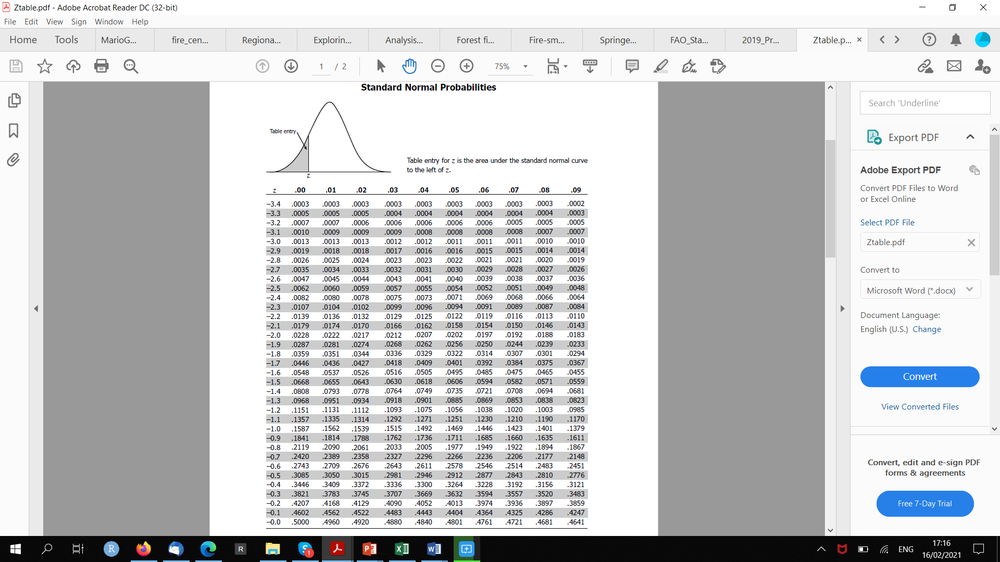 Ztable.pdf - Adobe Acrobat Reader DC (32-bit)
File Edit View Sign Window Help
Home Tools MarioG... fire_cen... Regiona... Explorin... Analysis... Forest fi... Fire-sm... Springe... FAO_Sta... 2019_Pr... Ztable.p...
1 / 2 75%
Standard Normal Probabilities
Table entry
z
Table entry for z is the area under the standard normal curve
to the left of z.
z .00 .01 .02 .03 .04 .05 .06 .07 .08 .09
−3.4 .0003 .0003 .0003 .0003 .0003 .0003 .0003 .0003 .0003 .0002
−3.3 .0005 .0005 .0005 .0004 .0004 .0004 .0004 .0004 .0004 .0003
−3.2 .0007 .0007 .0006 .0006 .0006 .0006 .0006 .0005 .0005 .0005
−3.1 .0010 .0009 .0009 .0009 .0008 .0008 .0008 .0008 .0007 .0007
−3.0 .0013 .0013 .0013 .0012 .0012 .0011 .0011 .0011 .0010 .0010
−2.9 .0019 .0018 .0018 .0017 .0016 .0016 .0015 .0015 .0014 .0014
−2.8 .0026 .0025 .0024 .0023 .0023 .0022 .0021 .0021 .0020 .0019
−2.7 .0035 .0034 .0033 .0032 .0031 .0030 .0029 .0028 .0027 .0026
−2.6 .0047 .0045 .0044 .0043 .0041 .0040 .0039 .0038 .0037 .0036
−2.5 .0062 .0060 .0059 .0057 .0055 .0054 .0052 .0051 .0049 .0048
−2.4 .0082 .0080 .0078 .0075 .0073 .0071 .0069 .0068 .0066 .0064
−2.3 .0107 .0104 .0102 .0099 .0096 .0094 .0091 .0089 .0087 .0084
−2.2 .0139 .0136 .0132 .0129 .0125 .0122 .0119 .0116 .0113 .0110
−2.1 .0179 .0174 .0170 .0166 .0162 .0158 .0154 .0150 .0146 .0143
−2.0 .0228 .0222 .0217 .0212 .0207 .0202 .0197 .0192 .0188 .0183
−1.9 .0287 .0281 .0274 .0268 .0262 .0256 .0250 .0244 .0239 .0233
−1.8 .0359 .0351 .0344 .0336 .0329 .0322 .0314 .0307 .0301 .0294
−1.7 .0446 .0436 .0427 .0418 .0409 .0401 .0392 .0384 .0375 .0367
−1.6 .0548 .0537 .0526 .0516 .0505 .0495 .0485 .0475 .0465 .0455
−1.5 .0668 .0655 .0643 .0630 .0618 .0606 .0594 .0582 .0571 .0559
−1.4 .0808 .0793 .0778 .0764 .0749 .0735 .0721 .0708 .0694 .0681
−1.3 .0968 .0951 .0934 .0918 .0901 .0885 .0869 .0853 .0838 .0823
−1.2 .1151 .1131 .1112 .1093 .1075 .1056 .1038 .1020 .1003 .0985
−1.1 .1357 .1335 .1314 .1292 .1271 .1251 .1230 .1210 .1190 .1170
−1.0 .1587 .1562 .1539 .1515 .1492 .1469 .1446 .1423 .1401 .1379
−0.9 .1841 .1814 .1788 .1762 .1736 .1711 .1685 .1660 .1635 .1611
−0.8 .2119 .2090 .2061 .2033 .2005 .1977 .1949 .1922 .1894 .1867
−0.7 .2420 .2389 .2358 .2327 .2296 .2266 .2236 .2206 .2177 .2148
−0.6 .2743 .2709 .2676 .2643 .2611 .2578 .2546 .2514 .2483 .2451
−0.5 .3085 .3050 .3015 .2981 .2946 .2912 .2877 .2843 .2810 .2776
−0.4 .3446 .3409 .3372 .3336 .3300 .3264 .3228 .3192 .3156 .3121
−0.3 .3821 .3783 .3745 .3707 .3669 .3632 .3594 .3557 .3520 .3483
−0.2 .4207 .4168 .4129 .4090 .4052 .4013 .3974 .3936 .3897 .3859
−0.1 .4602 .4562 .4522 .4483 .4443 .4404 .4364 .4325 .4286 .4247
−0.0 .5000 .4960 .4920 .4880 .4840 .4801 .4761 .4721 .4681 .4641
Search 'Underline'
Export PDF
Adobe Export PDF
Convert PDF Files to Word
or Excel Online
Select PDF File
Ztable.pdf
Convert to
Microsoft Word (*.docx)
Document Language:
English (U.S.) Change
Convert
View Converted Files
Convert, edit and e-sign PDF
forms & agreements
Free 7-Day Trial
R R 1 ENG
17:16
16/02/2021